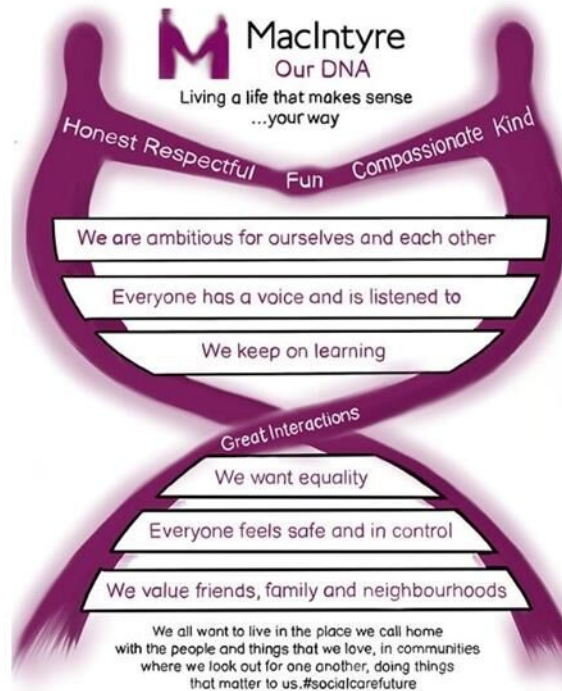 MacIntyre
Our DNA
Living a life that makes sense
...your way
Honest Respectful Fun Compassionate Kind
We are ambitious for ourselves and each other
Everyone has a voice and is listened to
We keep on learning
Great Interactions
We want equality
Everyone feels safe and in control
We value friends, family and neighbourhoods
We all want to live in the place we call home
with the people and things that we love, in communities
where we look out for one another, doing things
that matter to us.#socialcarefuture